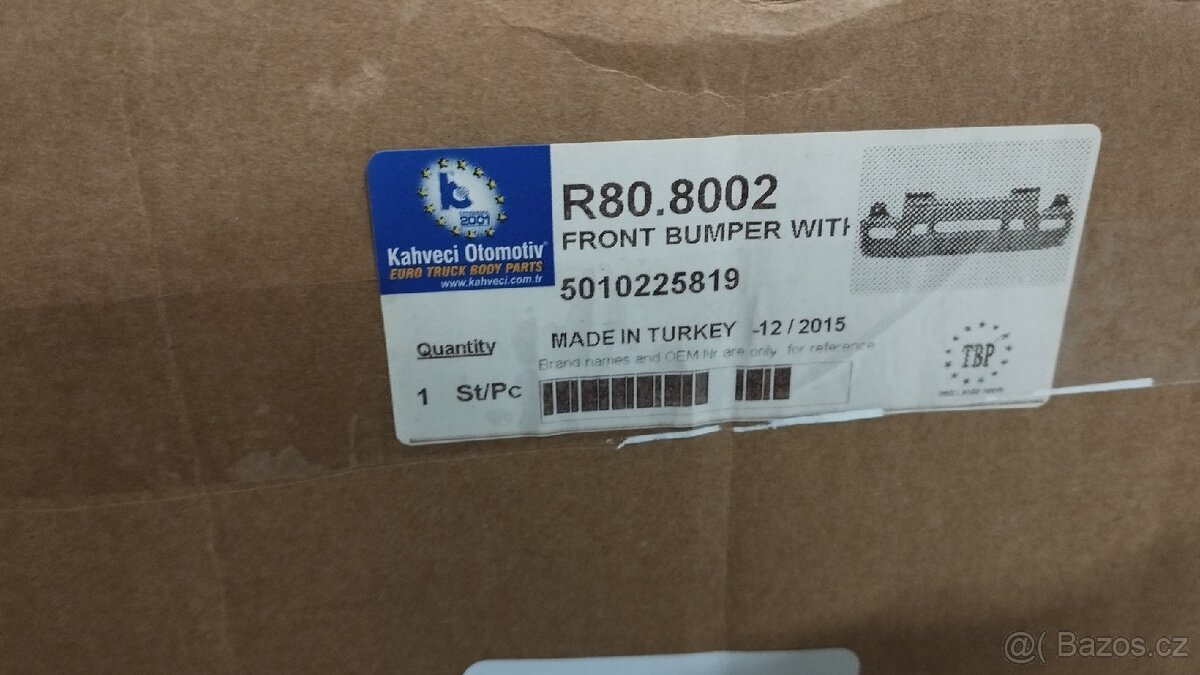 Kahveci Otomotiv
EURO TRUCK BODY PARTS
www.kahveci.com.tr
R80.8002
FRONT BUMPER WITH
5010225819
MADE IN TURKEY -12 / 2015
Brand names and OEM Nr are only for reference
Quantity
1 St/Pc
TBP
@( Bazos.cz